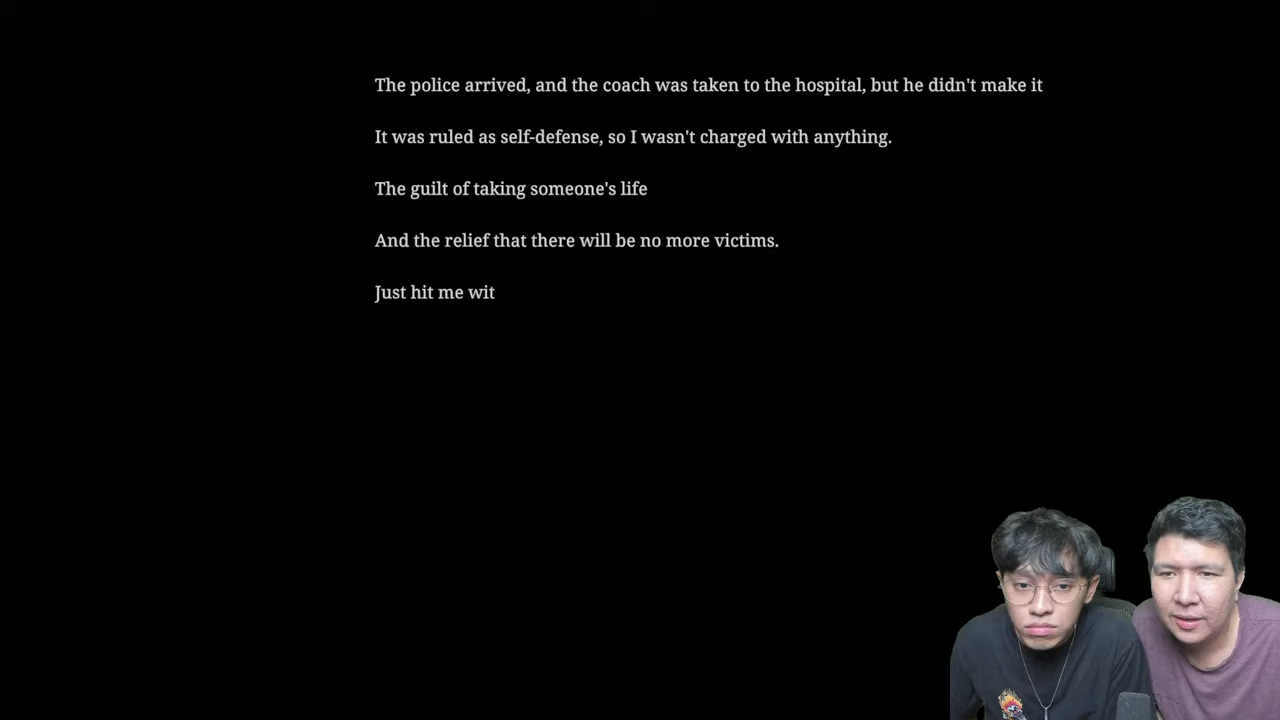 The police arrived, and the coach was taken to the hospital, but he didn't make it
It was ruled as self-defense, so I wasn't charged with anything.
The guilt of taking someone's life
And the relief that there will be no more victims.
Just hit me wit